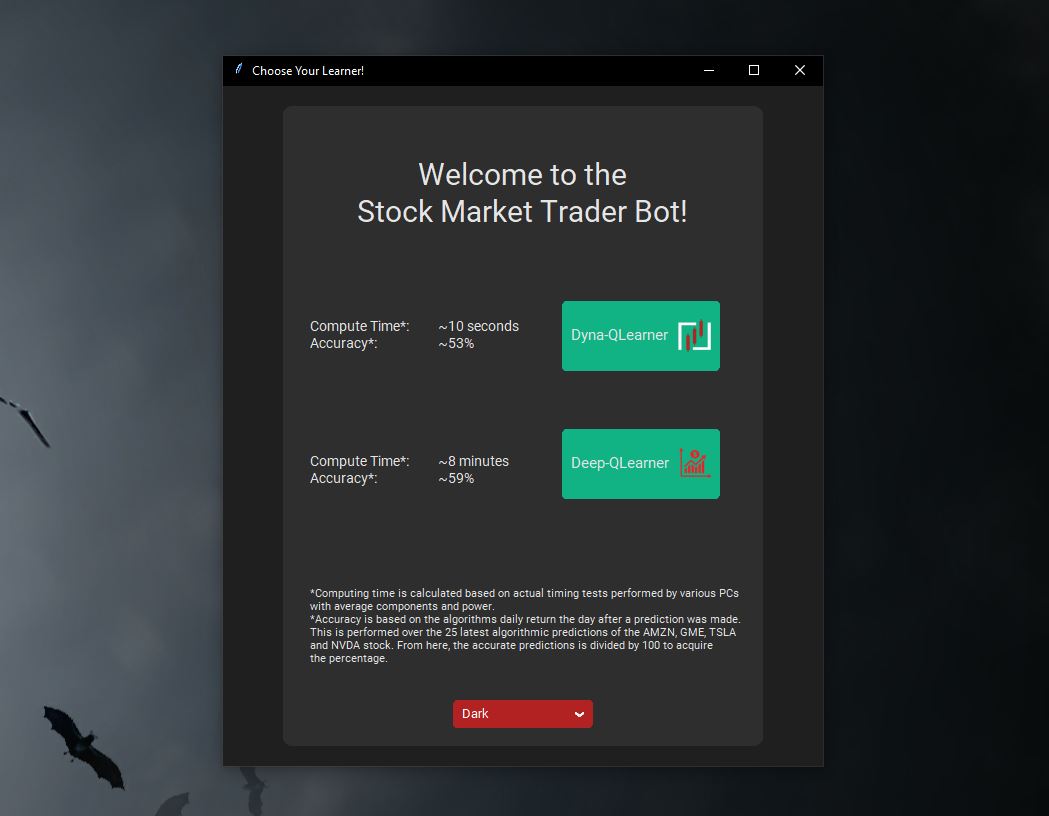 Choose Your Learner!
Welcome to the
Stock Market Trader Bot!
Compute Time*: ~10 seconds
Accuracy*: ~53%
Dyna-QLearner
Compute Time*: ~8 minutes
Accuracy*: ~59%
Deep-QLearner
*Computing time is calculated based on actual timing tests performed by various PCs
with average components and power.
*Accuracy is based on the algorithms daily return the day after a prediction was made.
This is performed over the 25 latest algorithmic predictions of the AMZN, GME, TSLA
and NVDA stock. From here, the accurate predictions is divided by 100 to acquire
the percentage.
Dark